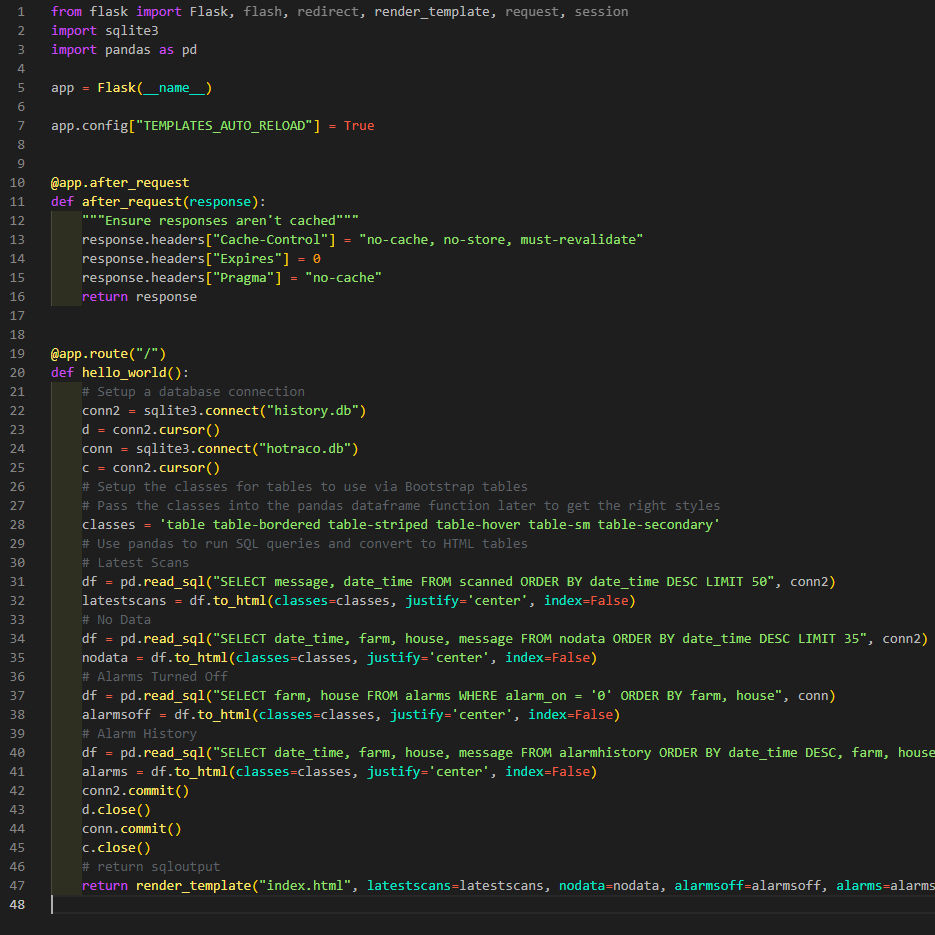 1 from flask import Flask, flash, redirect, render_template, request, session
2 import sqlite3
3 import pandas as pd
4
5 app = Flask(__name__)
6
7 app.config["TEMPLATES_AUTO_RELOAD"] = True
8
9
10 @app.after_request
11 def after_request(response):
12     """Ensure responses aren't cached"""
13     response.headers["Cache-Control"] = "no-cache, no-store, must-revalidate"
14     response.headers["Expires"] = 0
15     response.headers["Pragma"] = "no-cache"
16     return response
17
18
19 @app.route("/")
20 def hello_world():
21     # Setup a database connection
22     conn2 = sqlite3.connect("history.db")
23     d = conn2.cursor()
24     conn = sqlite3.connect("hotraco.db")
25     c = conn2.cursor()
26     # Setup the classes for tables to use via Bootstrap tables
27     # Pass the classes into the pandas dataframe function later to get the right styles
28     classes = 'table table-bordered table-striped table-hover table-sm table-secondary'
29     # Use pandas to run SQL queries and convert to HTML tables
30     # Latest Scans
31     df = pd.read_sql("SELECT message, date_time FROM scanned ORDER BY date_time DESC LIMIT 50", conn2)
32     latestscans = df.to_html(classes=classes, justify='center', index=False)
33     # No Data
34     df = pd.read_sql("SELECT date_time, farm, house, message FROM nodata ORDER BY date_time DESC LIMIT 35", conn2)
35     nodata = df.to_html(classes=classes, justify='center', index=False)
36     # Alarms Turned Off
37     df = pd.read_sql("SELECT farm, house FROM alarms WHERE alarm_on = '0' ORDER BY farm, house", conn)
38     alarmsoff = df.to_html(classes=classes, justify='center', index=False)
39     # Alarm History
40     df = pd.read_sql("SELECT date_time, farm, house, message FROM alarmhistory ORDER BY date_time DESC, farm, house
41     alarms = df.to_html(classes=classes, justify='center', index=False)
42     conn2.commit()
43     d.close()
44     conn.commit()
45     c.close()
46     # return sqloutput
47     return render_template("index.html", latestscans=latestscans, nodata=nodata, alarmsoff=alarmsoff, alarms=alarms
48